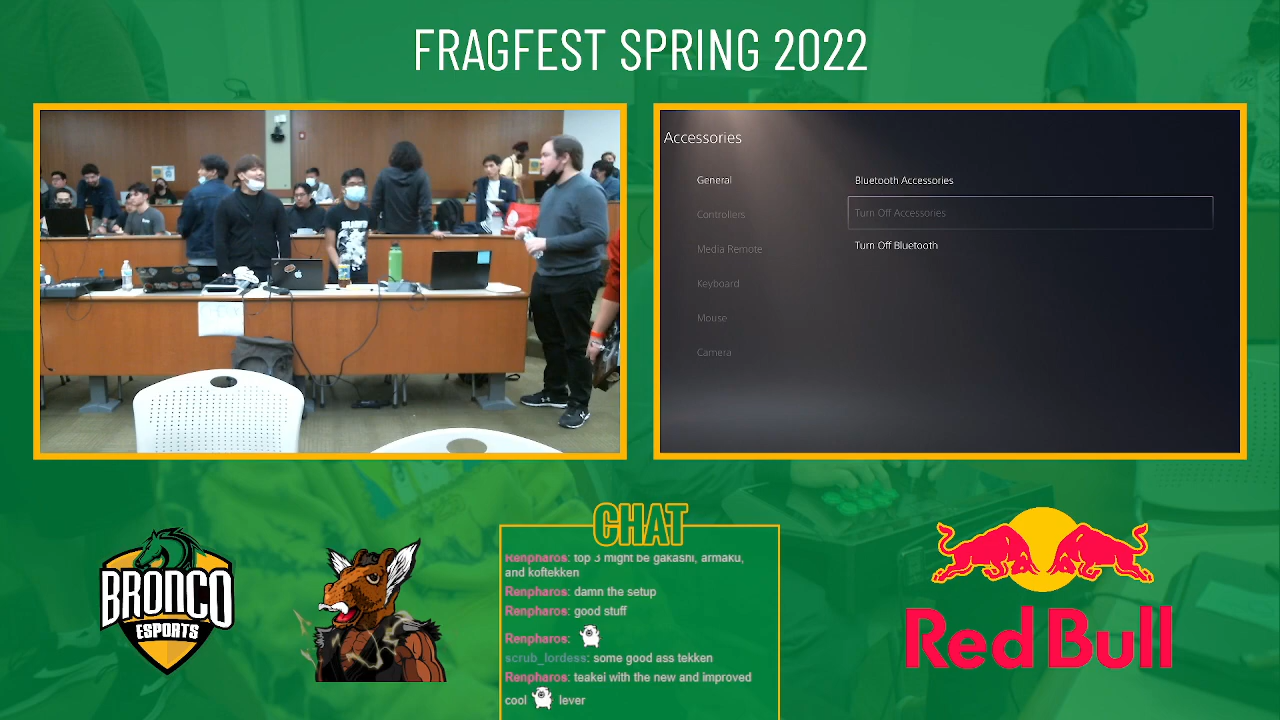 FRAGFEST SPRING 2022
Accessories
General
Controllers
Media Remote
Keyboard
Mouse
Camera
Bluetooth Accessories
Turn Off Accessories
Turn Off Bluetooth
BRONCO
ESPORTS
CHAT
Renpharos: top 3 might be gakashi, armaku,
and koftekken
Renpharos: damn the setup
Renpharos: good stuff
Renpharos:
scrub_lordess: some good ass tekken
Renpharos: teakei with the new and improved
cool lever
Red Bull